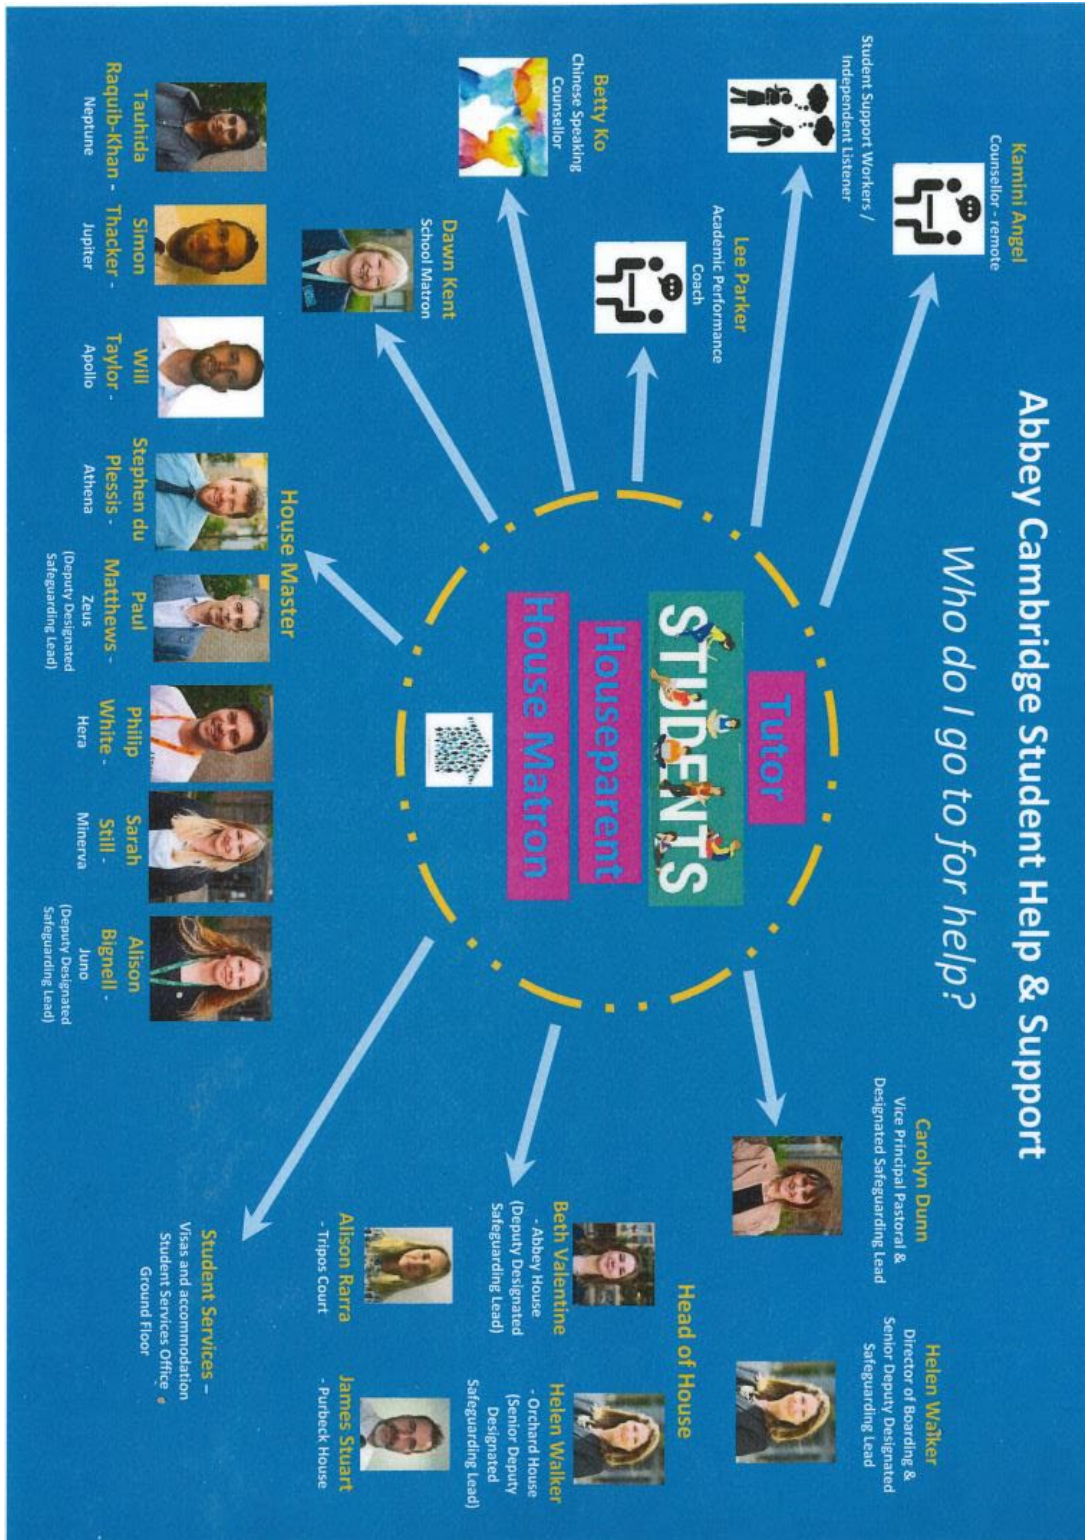 Abbey Cambridge Student Help & Support
Who do I go to for help?
Kamini Angel
Counsellor - remote
Student Support Workers /
Independent Listener
Lee Parker
Academic Performance
Coach
Betty Ko
Chinese Speaking
Counsellor
Dawn Kent
School Matron
Tutor
STUDENTS
Houseparent
House Matron
Carolyn Dunn
Vice Principal Pastoral &
Designated Safeguarding Lead
Helen Walker
Director of Boarding &
Senior Deputy Designated
Safeguarding Lead
Head of House
Beth Valentine
- Abbey House
(Deputy Designated
Safeguarding Lead)
Helen Walker
- Orchard House
(Senior Deputy
Designated
Safeguarding Lead)
Alison Rarra
- Tripos Court
James Stuart
- Purbeck House
Student Services –
Visas and accommodation
Student Services Office
Ground Floor
House Master
Tauhida
Raquib-Khan -
Neptune
Simon
Thacker -
Jupiter
Will
Taylor -
Apollo
Stephen du
Plessis -
Athena
Paul
Matthews -
Zeus
(Deputy Designated
Safeguarding Lead)
Philip
White -
Hera
Sarah
Still -
Minerva
Alison
Bignell -
Juno
(Deputy Designated
Safeguarding Lead)